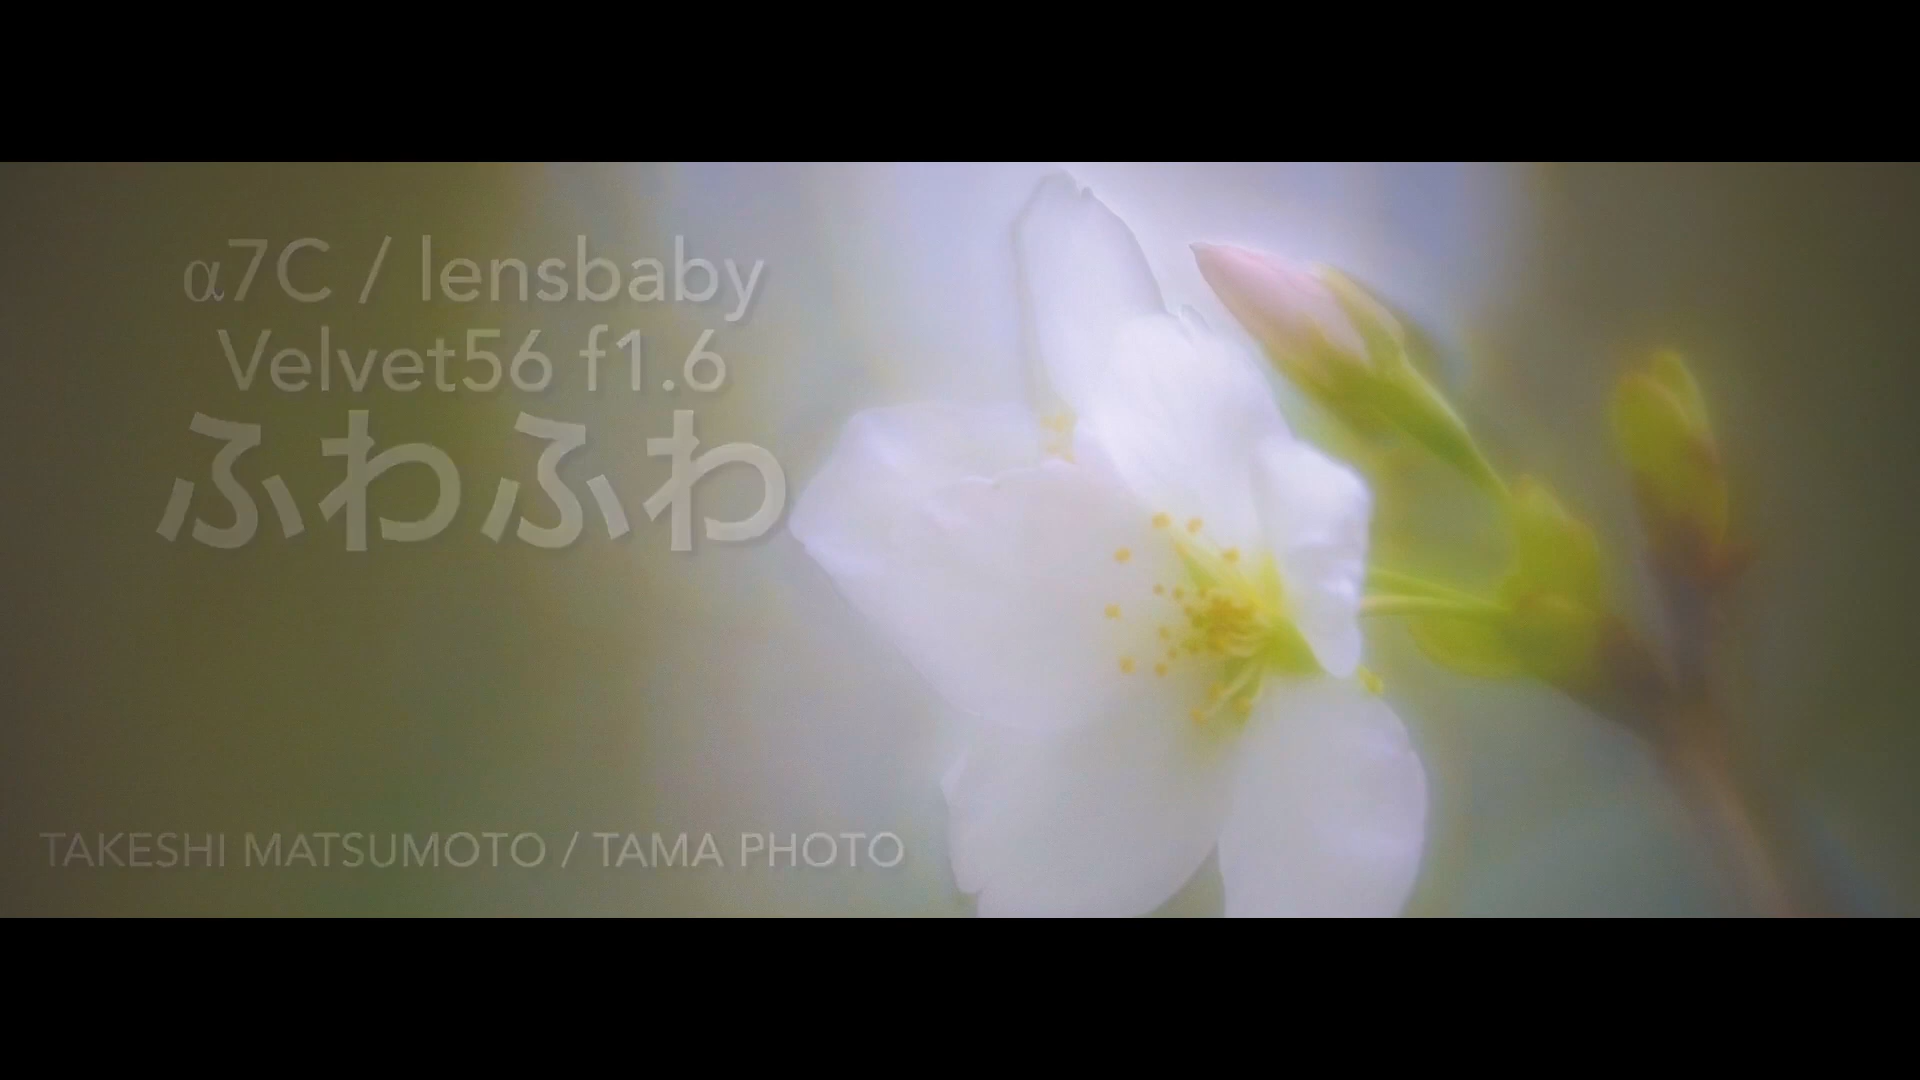 α7C / lensbaby
Velvet56 f1.6
ふわふわ
TAKESHI MATSUMOTO / TAMA PHOTO